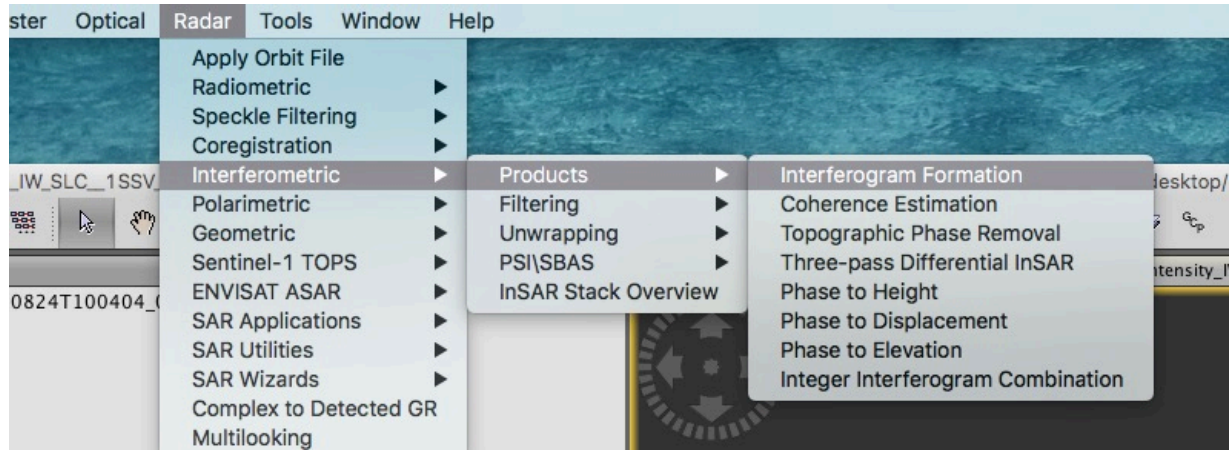 ster Optical Radar Tools Window Help
Apply Orbit File
Radiometric
Speckle Filtering
Coregistration
Interferometric
Polarimetric
Geometric
Sentinel-1 TOPS
ENVISAT ASAR
SAR Applications
SAR Utilities
SAR Wizards
Complex to Detected GR
Multilooking
Products
Filtering
Unwrapping
PSI\SBAS
InSAR Stack Overview
Interferogram Formation
Coherence Estimation
Topographic Phase Removal
Three-pass Differential InSAR
Phase to Height
Phase to Displacement
Phase to Elevation
Integer Interferogram Combination
_IW_SLC__1SSV_
0824T100404_0
desktop/
GCP
ntensity_I